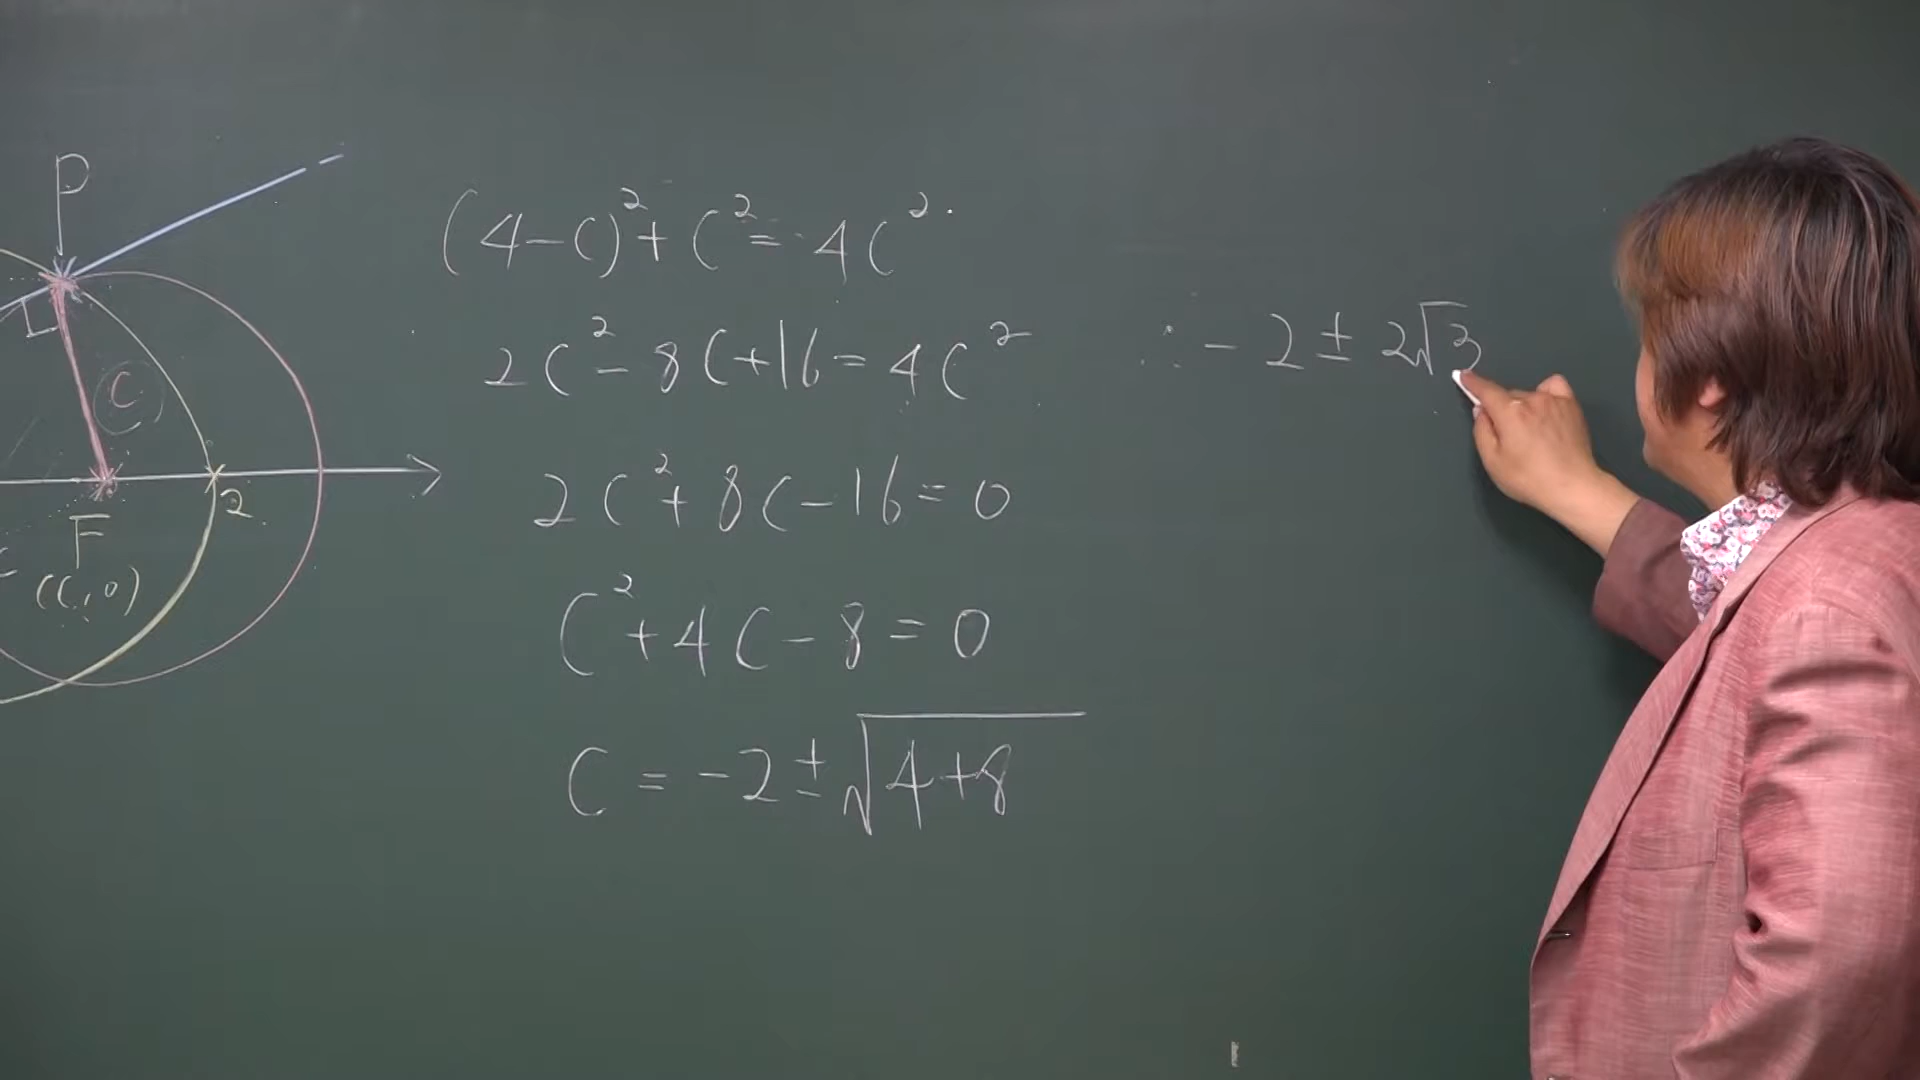 P
C
2
F
(C, 0)
(4-C)²+C²=4C²
2C²-8C+16=4C²
2C²+8C-16=0
C²+4C-8=0
C=-2±√4+8
∴-2±2√3